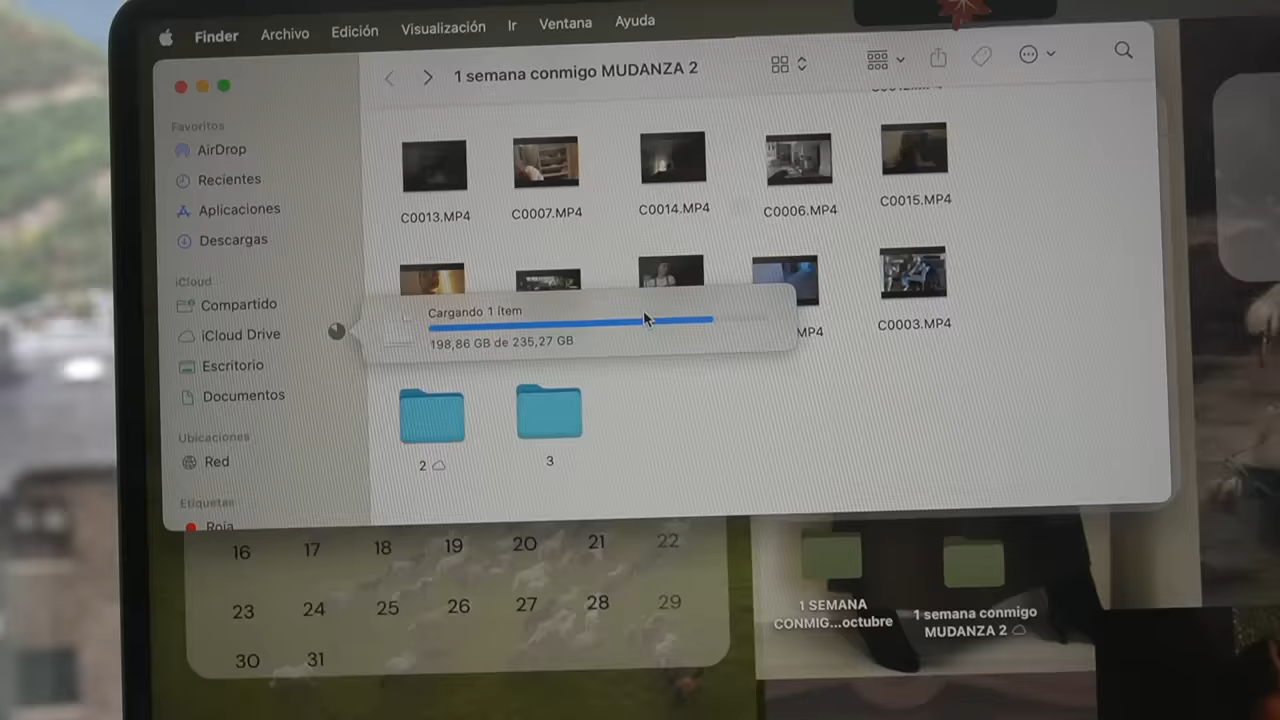 Finder Archivo Edición Visualización Ir Ventana Ayuda
1 semana conmigo MUDANZA 2
Favoritos
AirDrop
Recientes
Aplicaciones
Descargas
iCloud
Compartido
iCloud Drive
Escritorio
Documentos
Ubicaciones
Red
Etiquetas
Roja
C0013.MP4 C0007.MP4 C0014.MP4 C0006.MP4 C0015.MP4
Cargando 1 ítem
198,86 GB de 235,27 GB
MP4 C0003.MP4
2 3
16 17 18 19 20 21 22
23 24 25 26 27 28 29
30 31
1 SEMANA
CONMIG...octubre
1 semana conmigo
MUDANZA 2